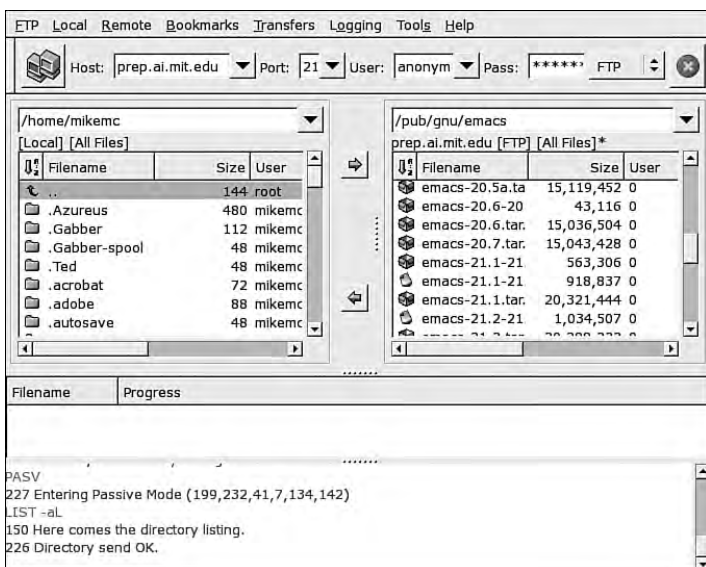 FTP Local Remote Bookmarks Transfers Logging Tools Help
Host: prep.ai.mit.edu Port: 21 User: anonym Pass: ****** FTP
/home/mikemc
[Local] [All Files]
Filename Size User
.. 144 root
.Azureus 480 mikemc
.Gabber 112 mikemc
.Gabber-spool 48 mikemc
.Ted 48 mikemc
.acrobat 72 mikemc
.adobe 88 mikemc
.autosave 48 mikemc
/pub/gnu/emacs
prep.ai.mit.edu [FTP] [All Files]*
Filename Size User
emacs-20.5a.ta 15,119,452 0
emacs-20.6-20 43,116 0
emacs-20.6.tar. 15,036,504 0
emacs-20.7.tar. 15,043,428 0
emacs-21.1-21 563,306 0
emacs-21.1-21 918,837 0
emacs-21.1.tar. 20,321,444 0
emacs-21.2-21 1,034,507 0
Filename Progress
PASV
227 Entering Passive Mode (199,232,41,7,134,142)
LIST -aL
150 Here comes the directory listing.
226 Directory send OK.